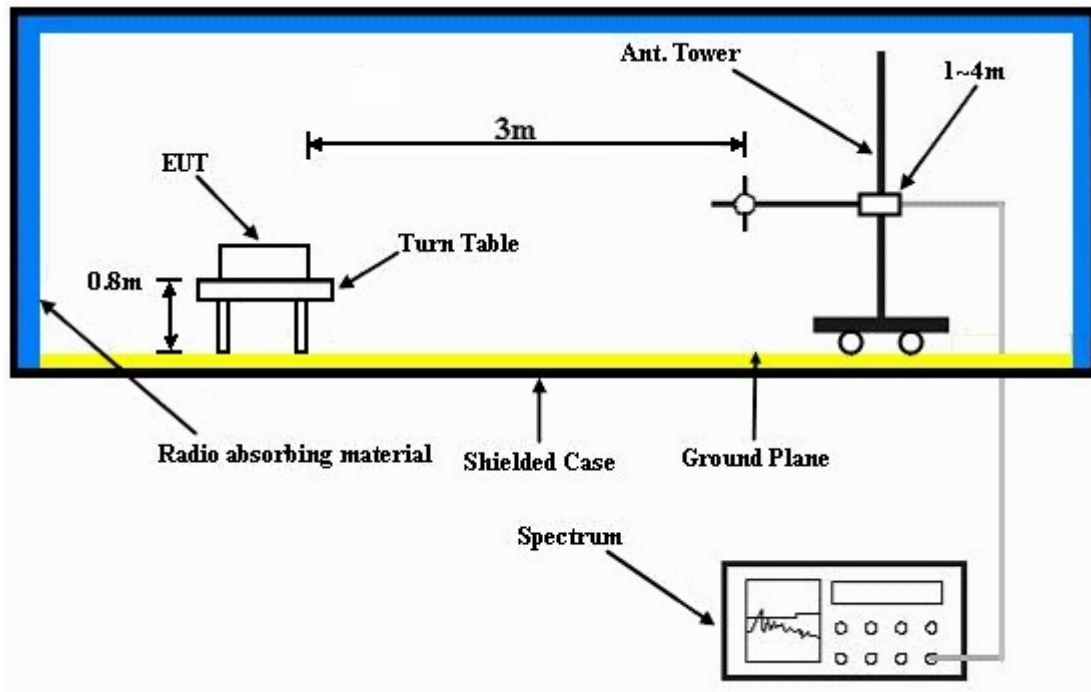 Ant. Tower
1~4m
3m
EUT
Turn Table
0.8m
Radio absorbing material
Shielded Case
Ground Plane
Spectrum